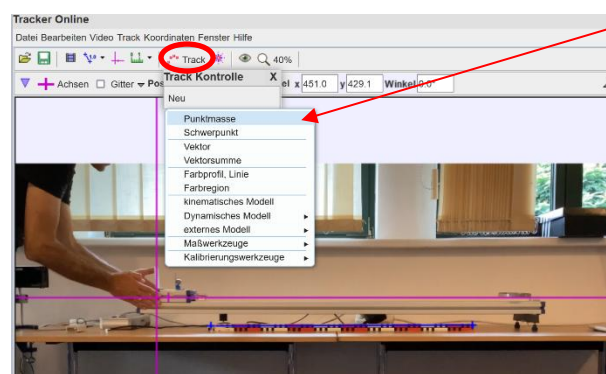 Tracker Online
Datei Bearbeiten Video Track Koordinaten Fenster Hilfe
Track 40%
Achsen Gitter Pos el x 451.0 y 429.1 Winkel 0.0°
Track Kontrolle X
Neu
Punktmasse
Schwerpunkt
Vektor
Vektorsumme
Farbprofil, Linie
Farbregion
kinematisches Modell
Dynamisches Modell
externes Modell
Maßwerkzeuge
Kalibrierungswerkzeuge